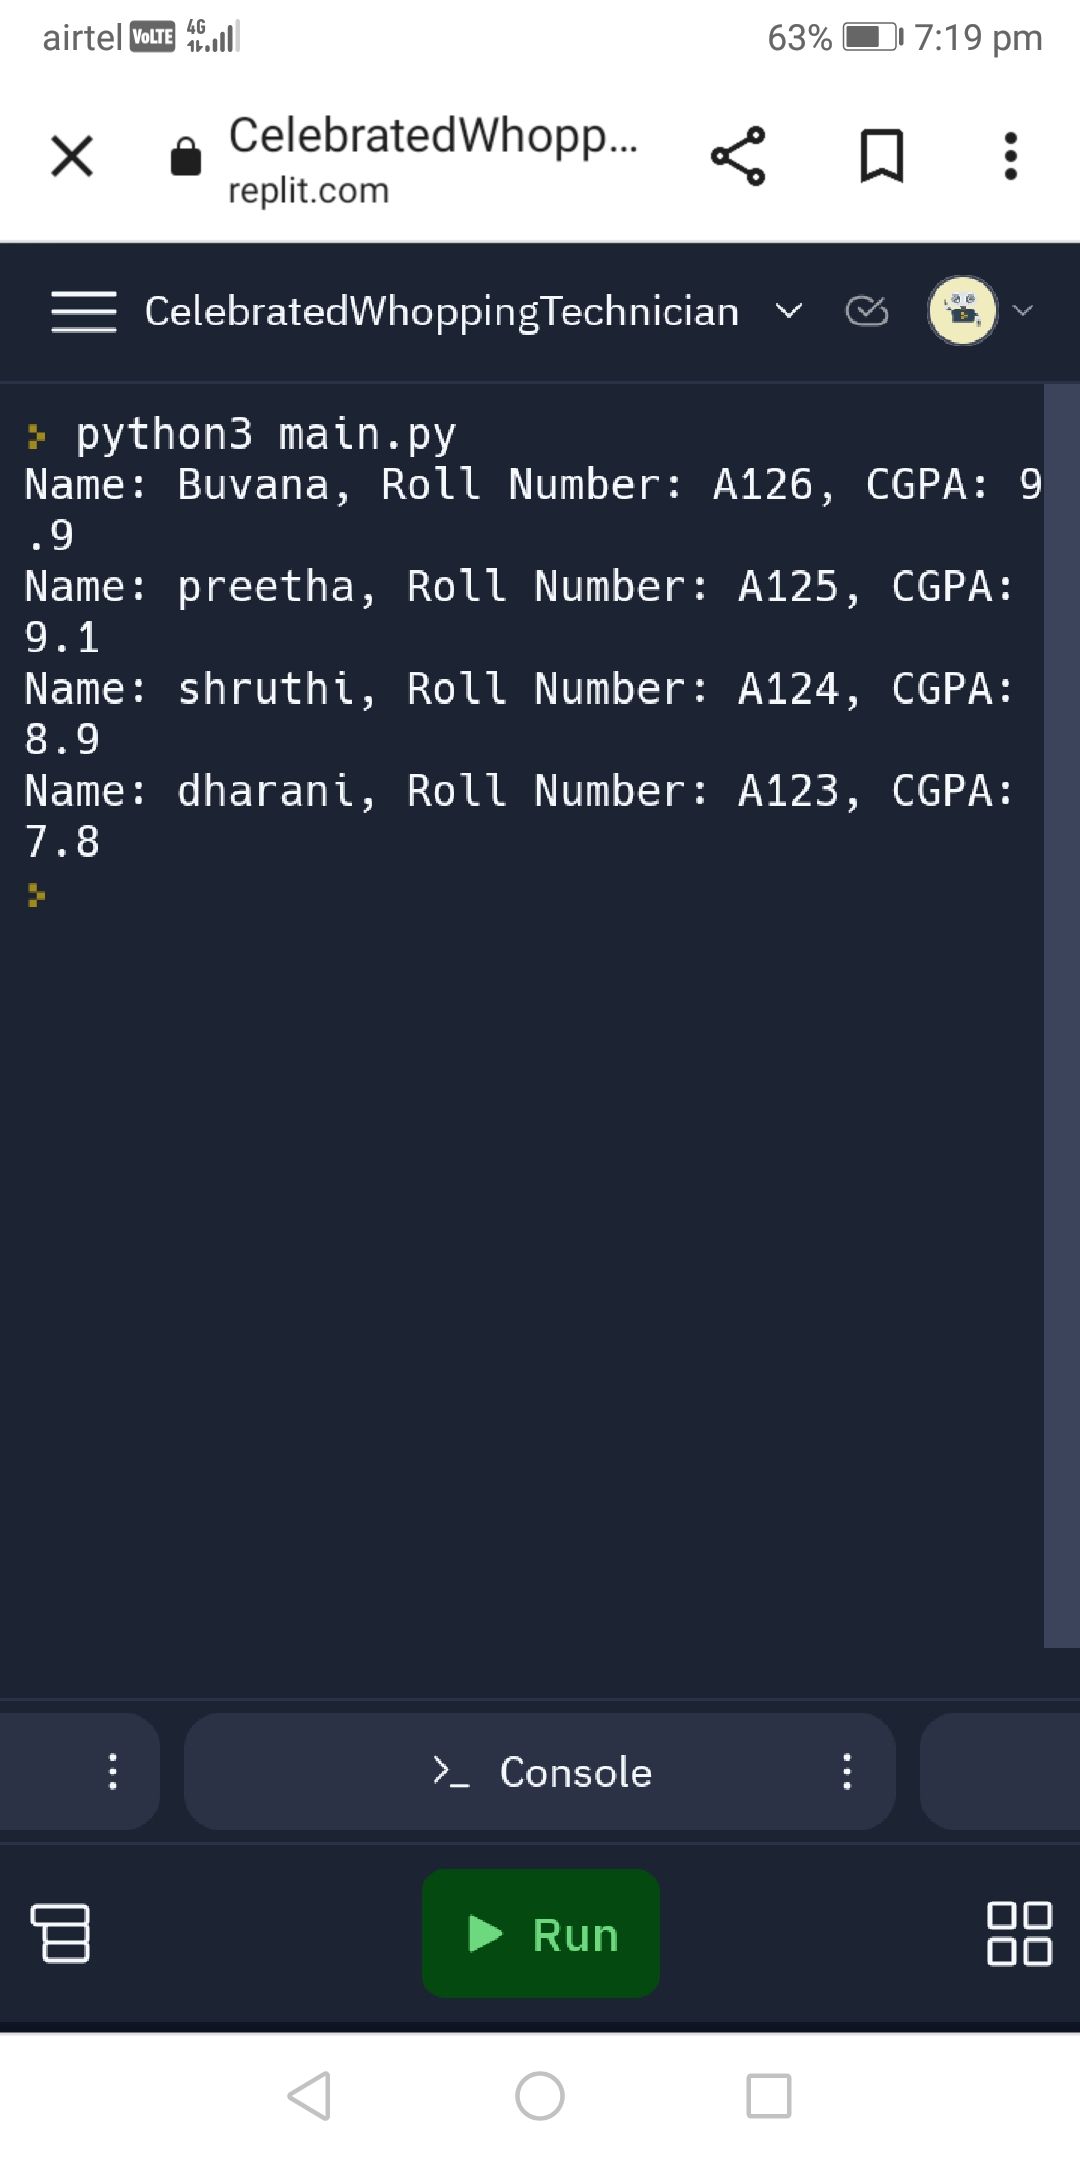 airtel VoLTE 4G 63% 7:19 pm
CelebratedWhopp...
replit.com
CelebratedWhoppingTechnician
python3 main.py
Name: Buvana, Roll Number: A126, CGPA: 9
.9
Name: preetha, Roll Number: A125, CGPA:
9.1
Name: shruthi, Roll Number: A124, CGPA:
8.9
Name: dharani, Roll Number: A123, CGPA:
7.8
>_ Console
Run